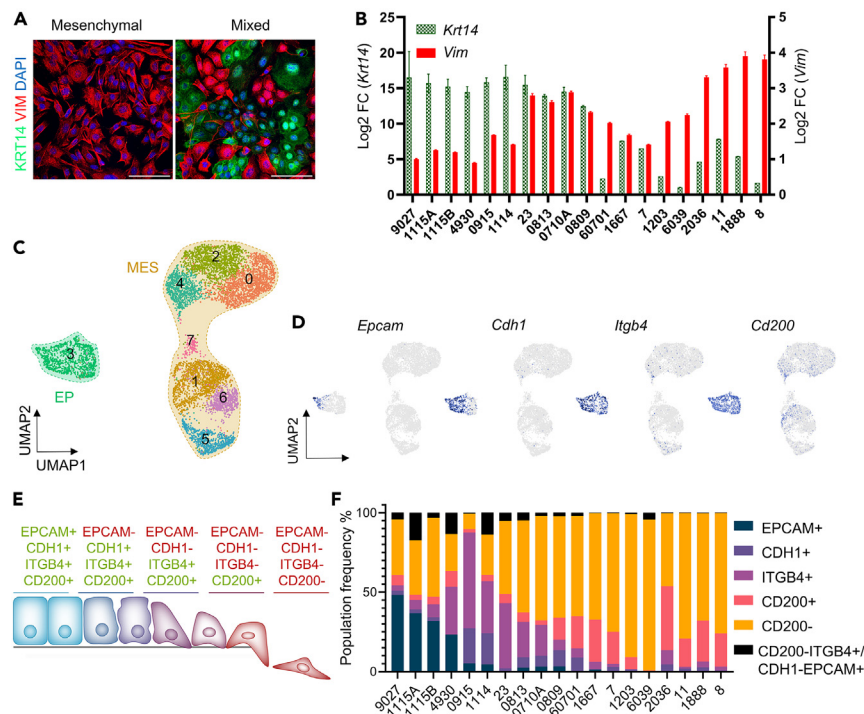 A
Mesenchymal
Mixed
KRT14 VIM DAPI
B
Krt14
Vim
Log2 FC (Krt14)
25
20
15
10
5
0
Log2 FC (Vim)
5
4
3
2
1
0
9027
1115A
1115B
4930
0915
1114
23
0813
0710A
0809
60701
1667
7
1203
6039
2036
11
1888
8
C
MES
2
0
4
7
3
1
6
5
EP
UMAP2
UMAP1
D
Epcam
Cdh1
Itgb4
Cd200
UMAP2
UMAP1
E
EPCAM+ EPCAM- EPCAM- EPCAM- EPCAM-
CDH1+ CDH1+ CDH1- CDH1- CDH1-
ITGB4+ ITGB4+ ITGB4+ ITGB4- ITGB4-
CD200+ CD200+ CD200+ CD200+ CD200-
F
Population frequency %
100
50
0
9027
1115A
1115B
4930
0915
1114
23
0813
0710A
0809
60701
1667
7
1203
6039
2036
11
1888
8
EPCAM+
CDH1+
ITGB4+
CD200+
CD200-
CD200-ITGB4+/
CDH1-EPCAM+